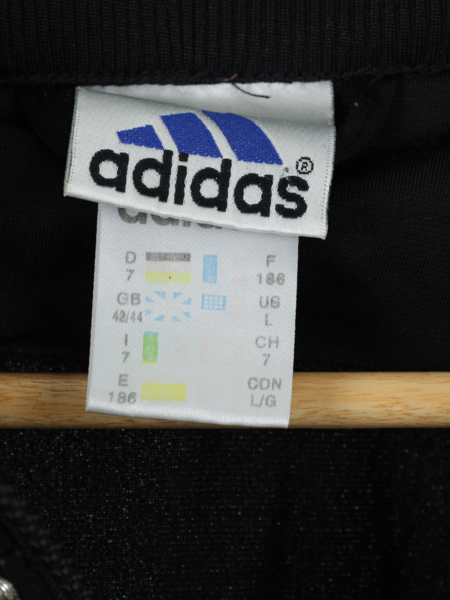 adidas®
D F
7 186
GB US
42/44 L
I CH
7 7
E CDN
186 L/G